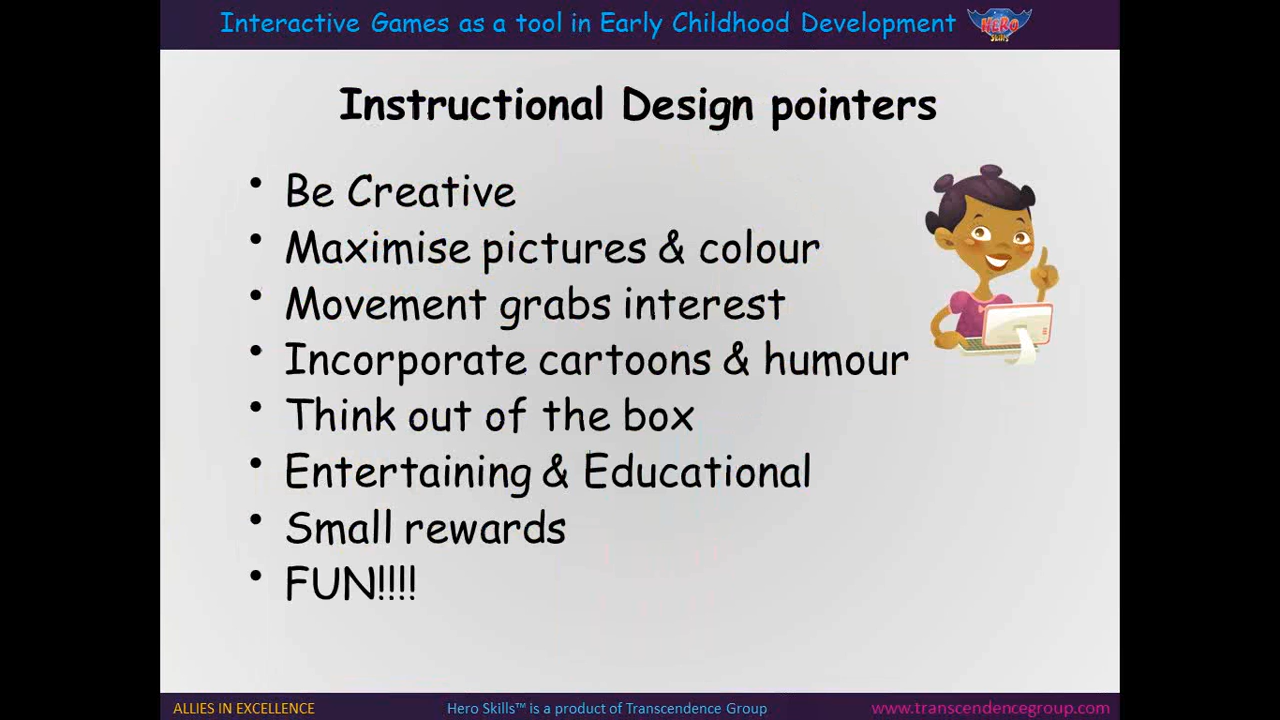 Interactive Games as a tool in Early Childhood Development
HERO
Skills
Instructional Design pointers
• Be Creative
• Maximise pictures & colour
• Movement grabs interest
• Incorporate cartoons & humour
• Think out of the box
• Entertaining & Educational
• Small rewards
• FUN!!!!
ALLIES IN EXCELLENCE
Hero Skills™ is a product of Transcendence Group
www.transcendencegroup.com